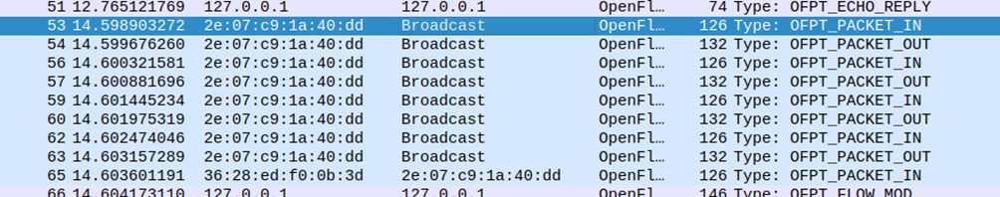 51 12.765121769 127.0.0.1 127.0.0.1 OpenFl… 74 Type: OFPT_ECHO_REPLY
53 14.598903272 2e:07:c9:1a:40:dd Broadcast OpenFl… 126 Type: OFPT_PACKET_IN
54 14.599676260 2e:07:c9:1a:40:dd Broadcast OpenFl… 132 Type: OFPT_PACKET_OUT
56 14.600321581 2e:07:c9:1a:40:dd Broadcast OpenFl… 126 Type: OFPT_PACKET_IN
57 14.600881696 2e:07:c9:1a:40:dd Broadcast OpenFl… 132 Type: OFPT_PACKET_OUT
59 14.601445234 2e:07:c9:1a:40:dd Broadcast OpenFl… 126 Type: OFPT_PACKET_IN
60 14.601975319 2e:07:c9:1a:40:dd Broadcast OpenFl… 132 Type: OFPT_PACKET_OUT
62 14.602474046 2e:07:c9:1a:40:dd Broadcast OpenFl… 126 Type: OFPT_PACKET_IN
63 14.603157289 2e:07:c9:1a:40:dd Broadcast OpenFl… 132 Type: OFPT_PACKET_OUT
65 14.603601191 36:28:ed:f0:0b:3d 2e:07:c9:1a:40:dd OpenFl… 126 Type: OFPT_PACKET_IN
66 14.604173110 127.0.0.1 127.0.0.1 OpenFl… 146 Type: OFPT_FLOW_MOD